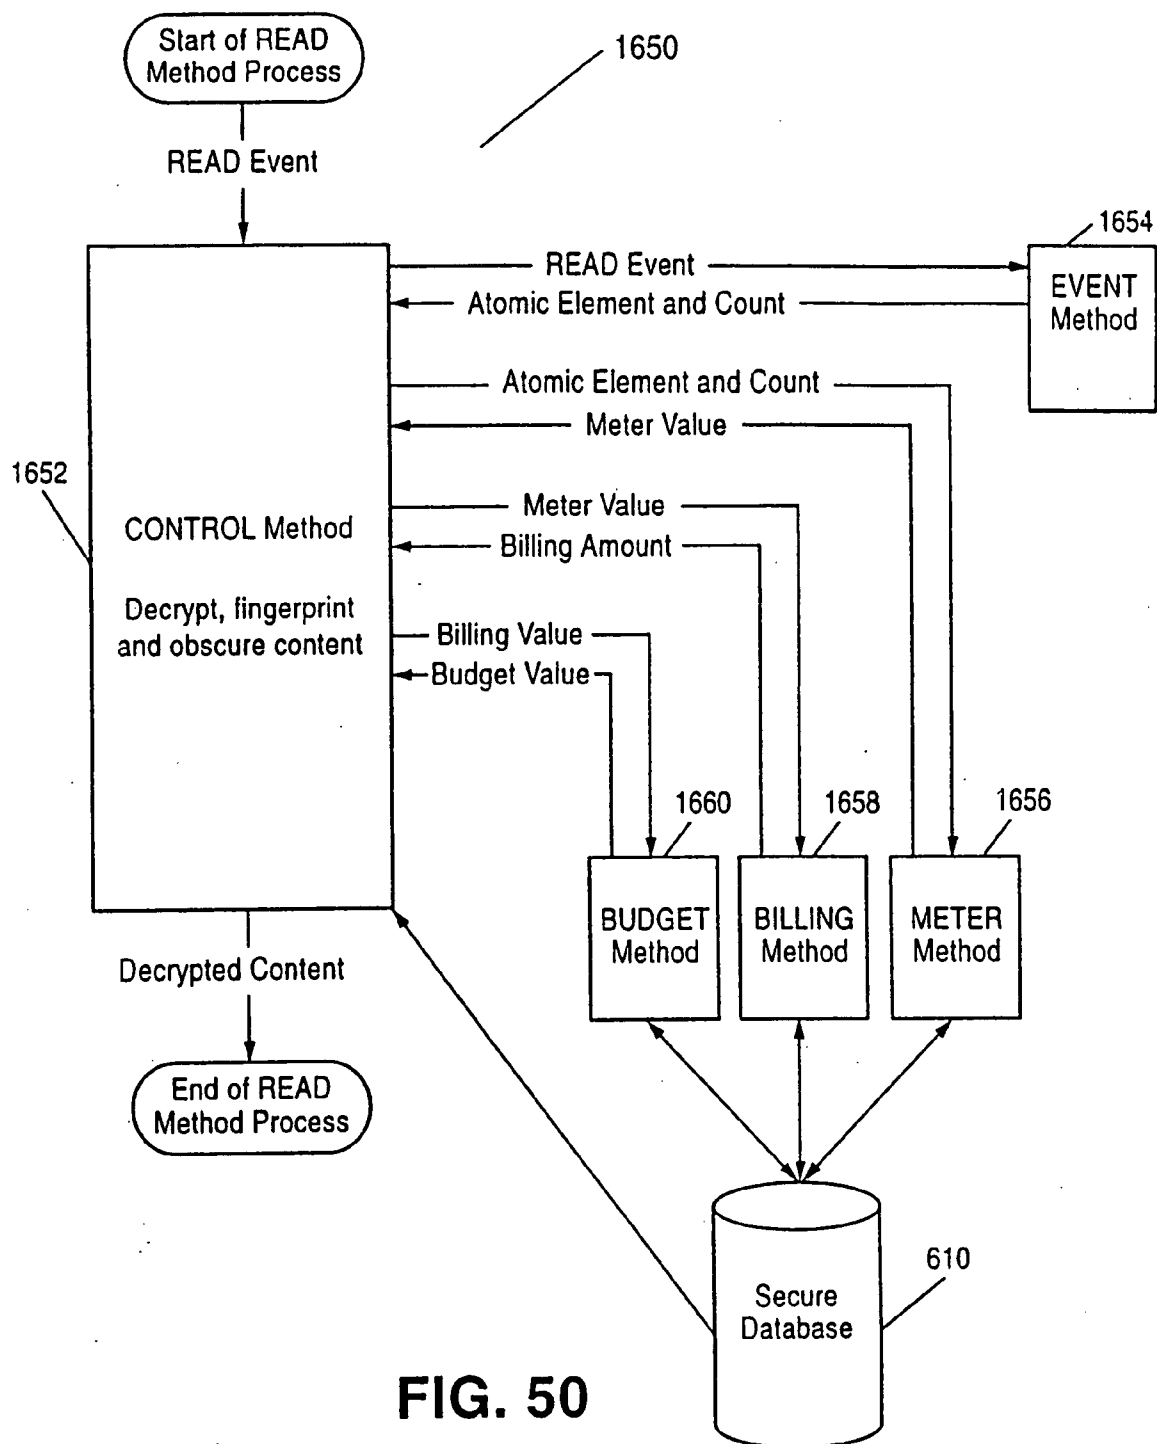 Start of READ
Method Process
1650
READ Event
1654
READ Event
Atomic Element and Count
EVENT
Method
Atomic Element and Count
Meter Value
1652
CONTROL Method
Decrypt, fingerprint
and obscure content
Meter Value
Billing Amount
Billing Value
Budget Value
1660
1658
1656
BUDGET
Method
BILLING
Method
METER
Method
Decrypted Content
End of READ
Method Process
610
Secure
Database
FIG. 50